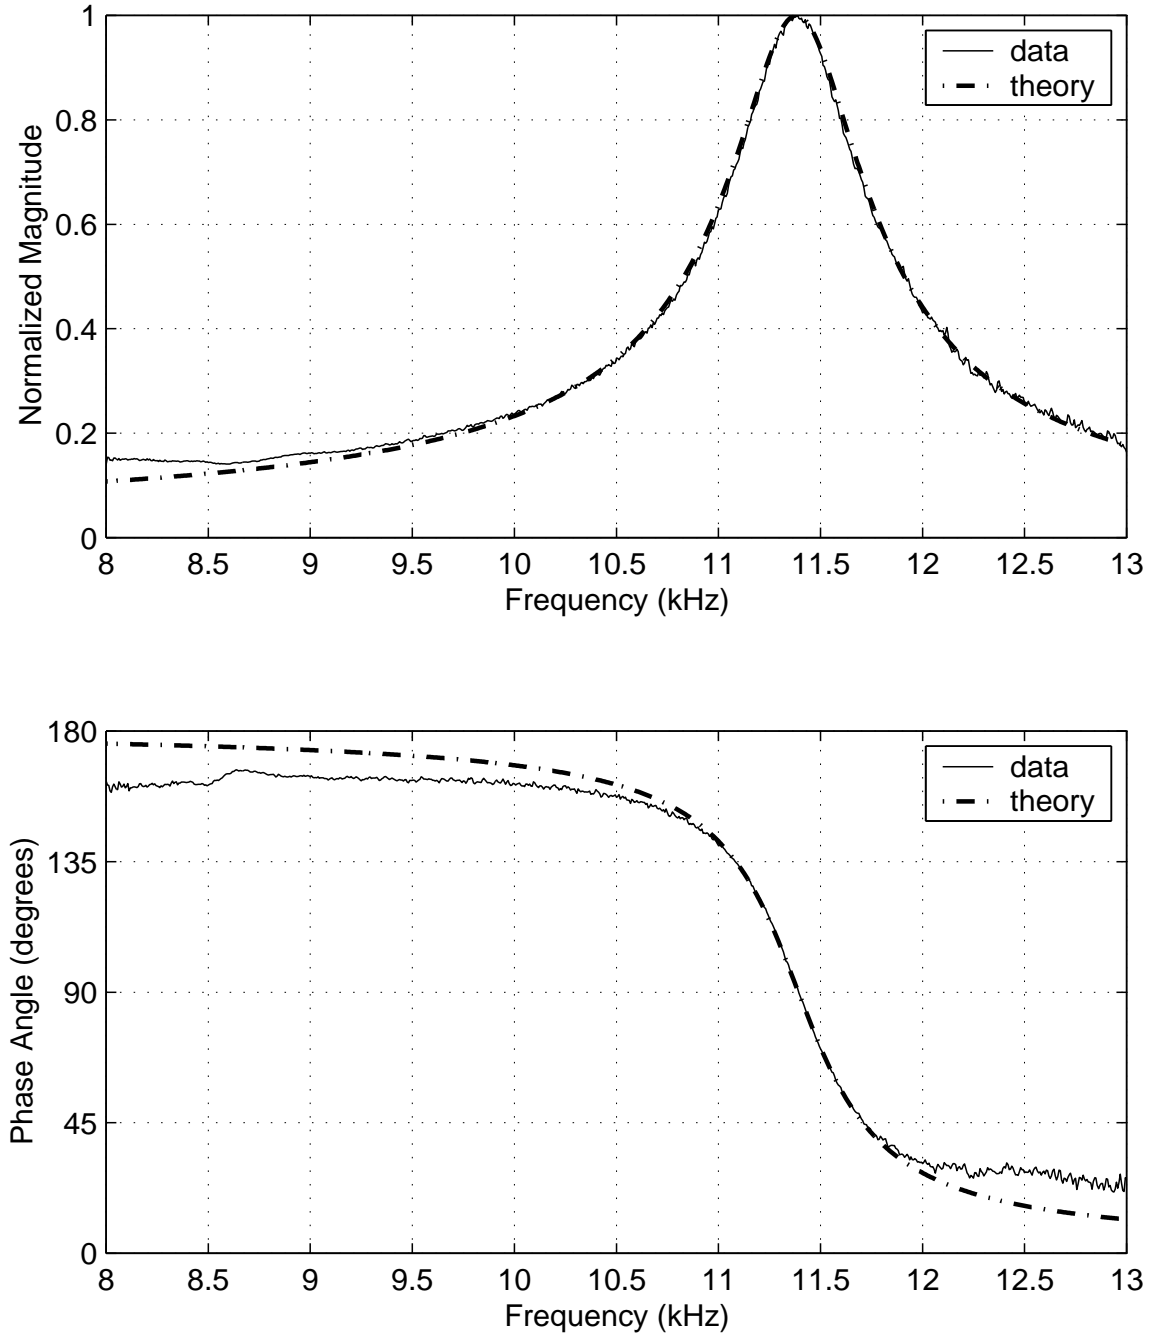 Normalized Magnitude
1
0.8
0.6
0.4
0.2
0
data
theory
8 8.5 9 9.5 10 10.5 11 11.5 12 12.5 13
Frequency (kHz)
Phase Angle (degrees)
180
135
90
45
0
data
theory
8 8.5 9 9.5 10 10.5 11 11.5 12 12.5 13
Frequency (kHz)